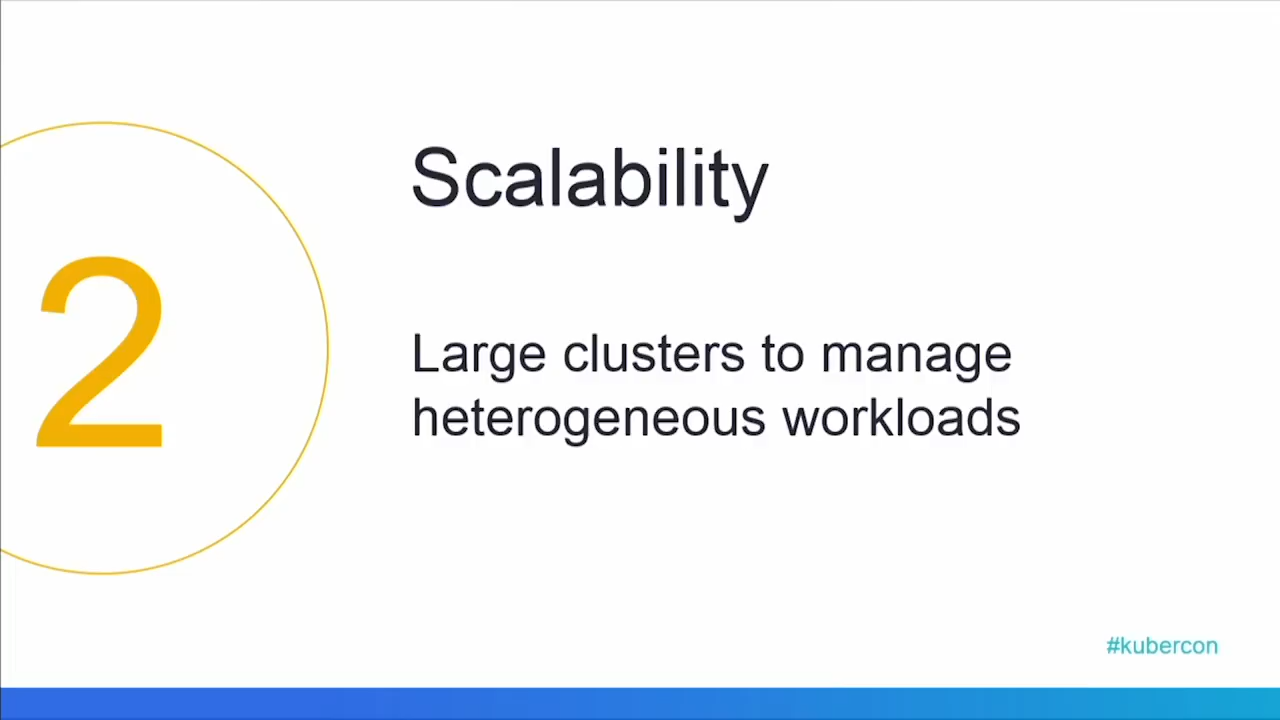 2
Scalability
Large clusters to manage
heterogeneous workloads
#kubercon